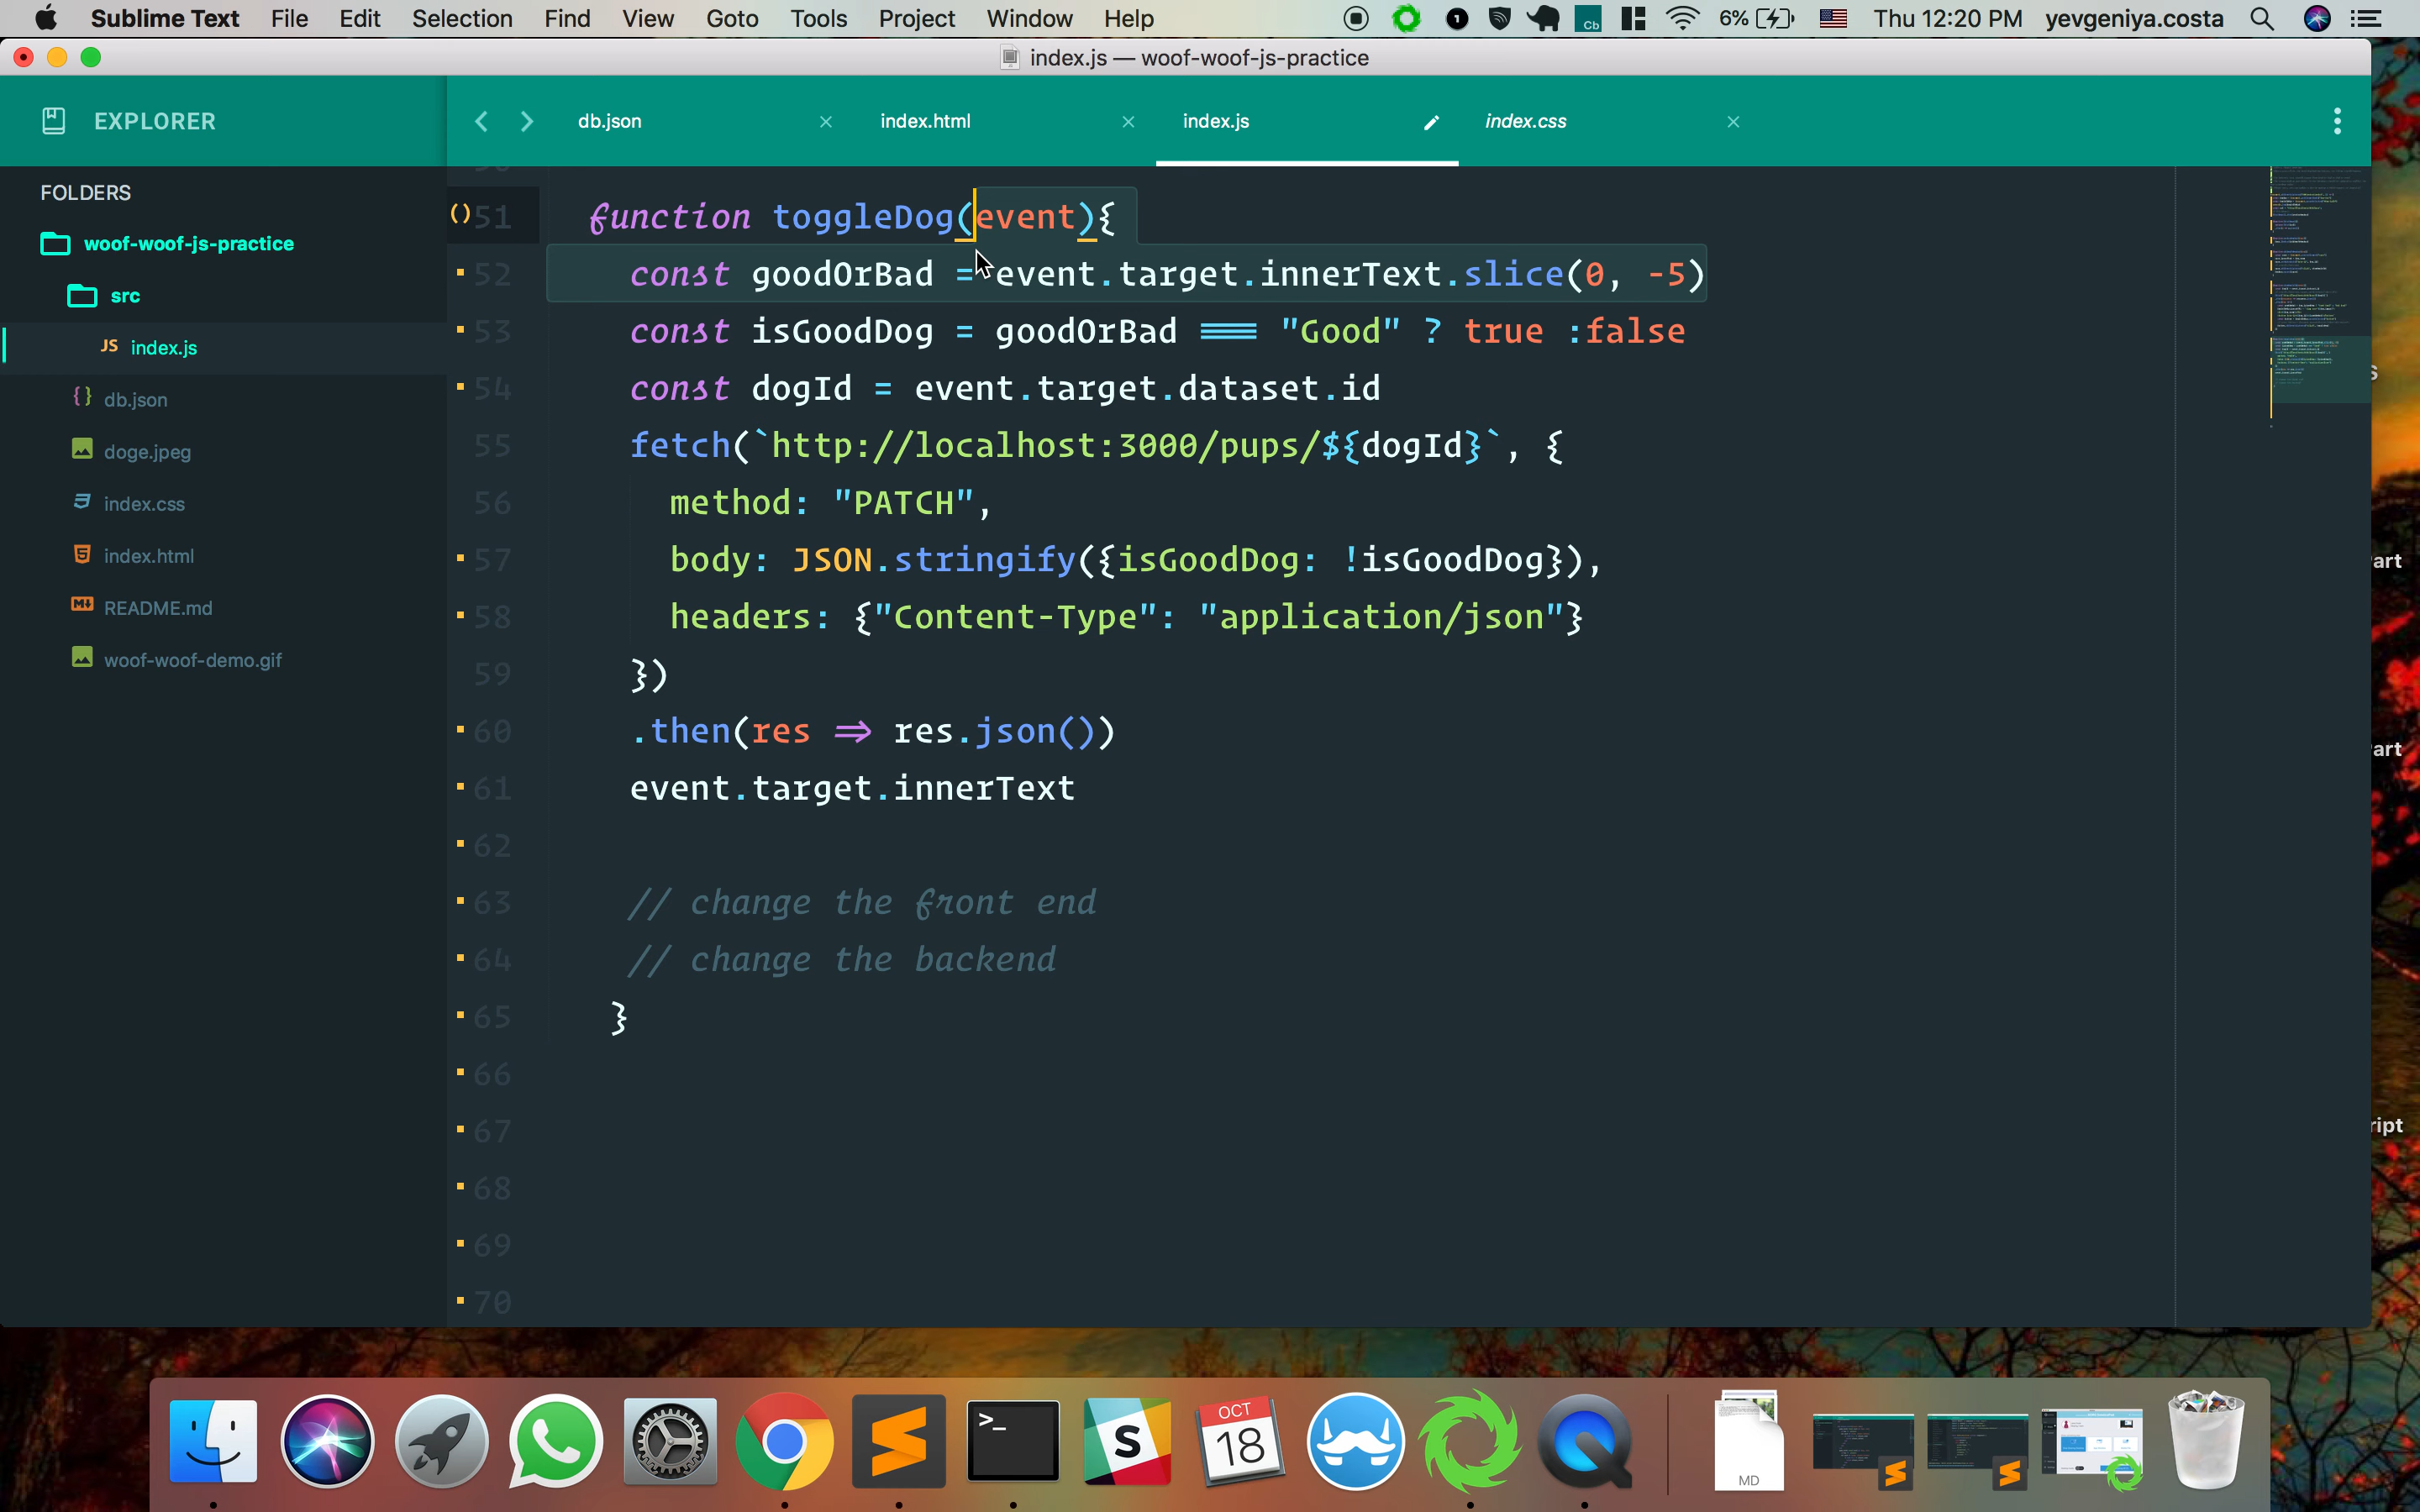 Sublime Text File Edit Selection Find View Goto Tools Project Window Help 1 Cb 6% Thu 12:20 PM yevgeniya.costa
index.js — woof-woof-js-practice
EXPLORER
db.json index.html index.js index.css
FOLDERS
woof-woof-js-practice
src
JS index.js
{} db.json
doge.jpeg
index.css
index.html
README.md
woof-woof-demo.gif
()51 function toggleDog(event){
52 const goodOrBad = event.target.innerText.slice(0, -5)
53 const isGoodDog = goodOrBad === "Good" ? true :false
54 const dogId = event.target.dataset.id
55 fetch(`http://localhost:3000/pups/${dogId}`, {
56 method: "PATCH",
57 body: JSON.stringify({isGoodDog: !isGoodDog}),
58 headers: {"Content-Type": "application/json"}
59 })
60 .then(res => res.json())
61 event.target.innerText
62
63 // change the front end
64 // change the backend
65 }
66
67
68
69
70
art
art
ript
>_
S
OCT
18
MD